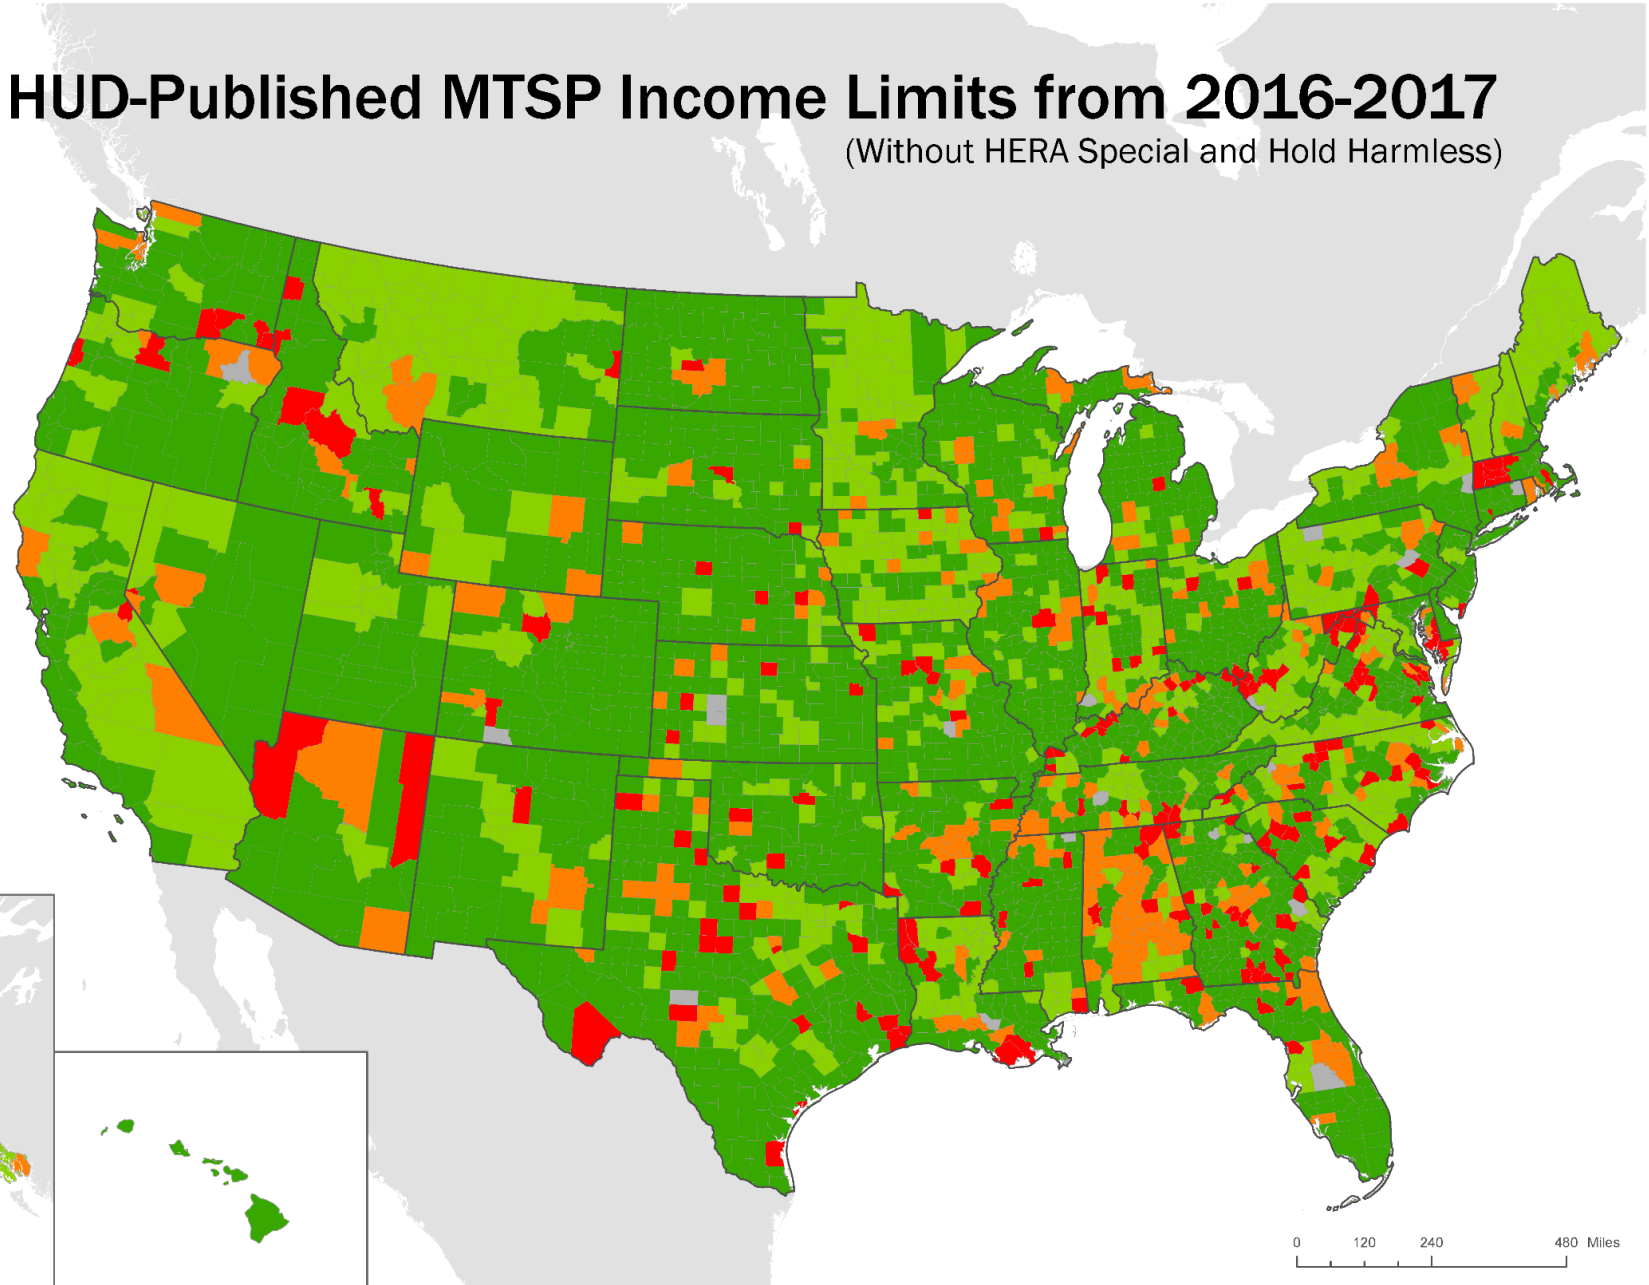 HUD-Published MTSP Income Limits from 2016-2017
(Without HERA Special and Hold Harmless)
0 120 240 480 Miles